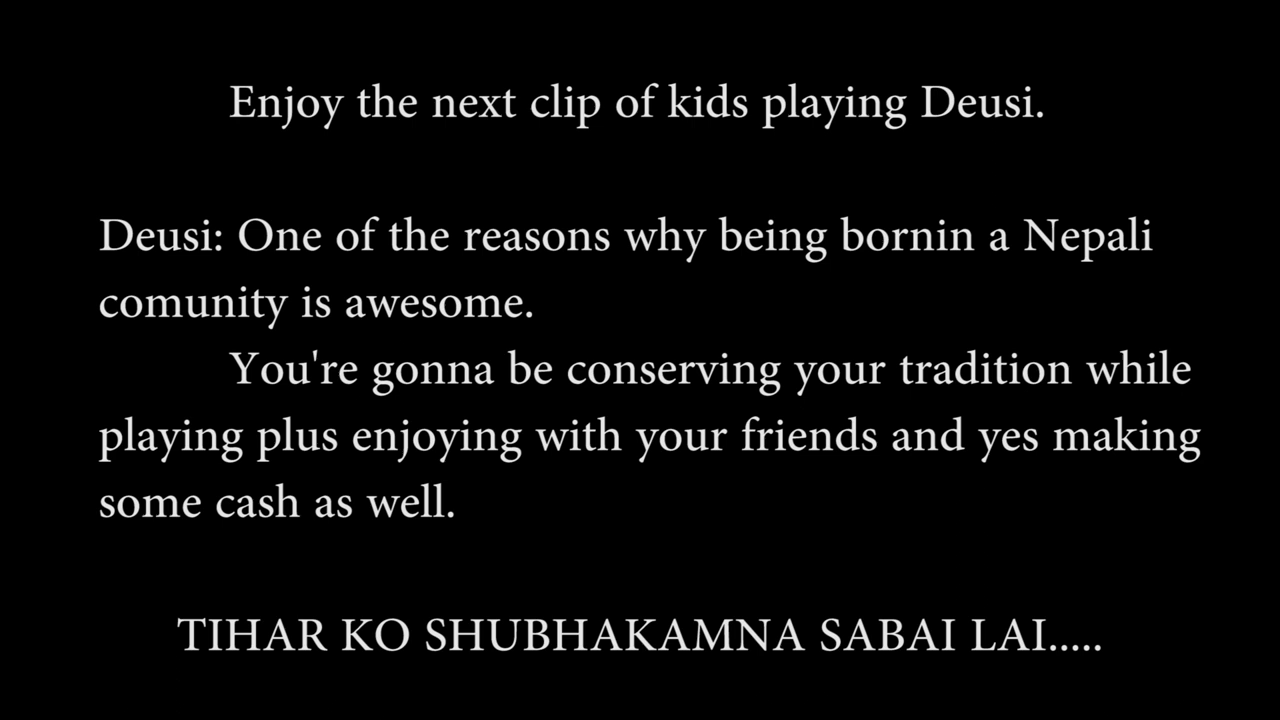 Enjoy the next clip of kids playing Deusi.
Deusi: One of the reasons why being bornin a Nepali
comunity is awesome.
You're gonna be conserving your tradition while
playing plus enjoying with your friends and yes making
some cash as well.
TIHAR KO SHUBHAKAMNA SABAI LAI.....